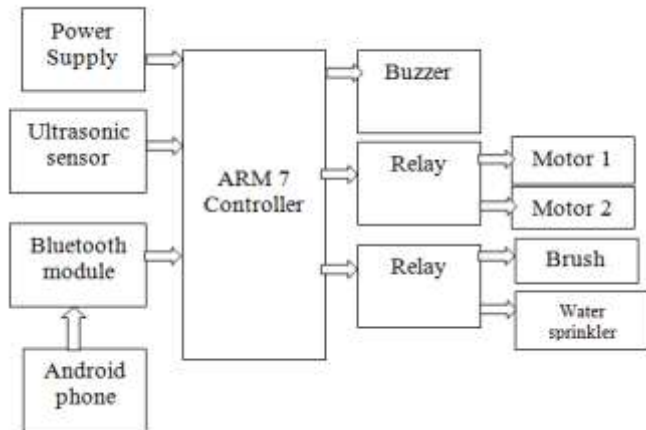 Power
Supply
Ultrasonic
sensor
Bluetooth
module
Android
phone
ARM 7
Controller
Buzzer
Relay
Relay
Motor 1
Motor 2
Brush
Water
sprinkler